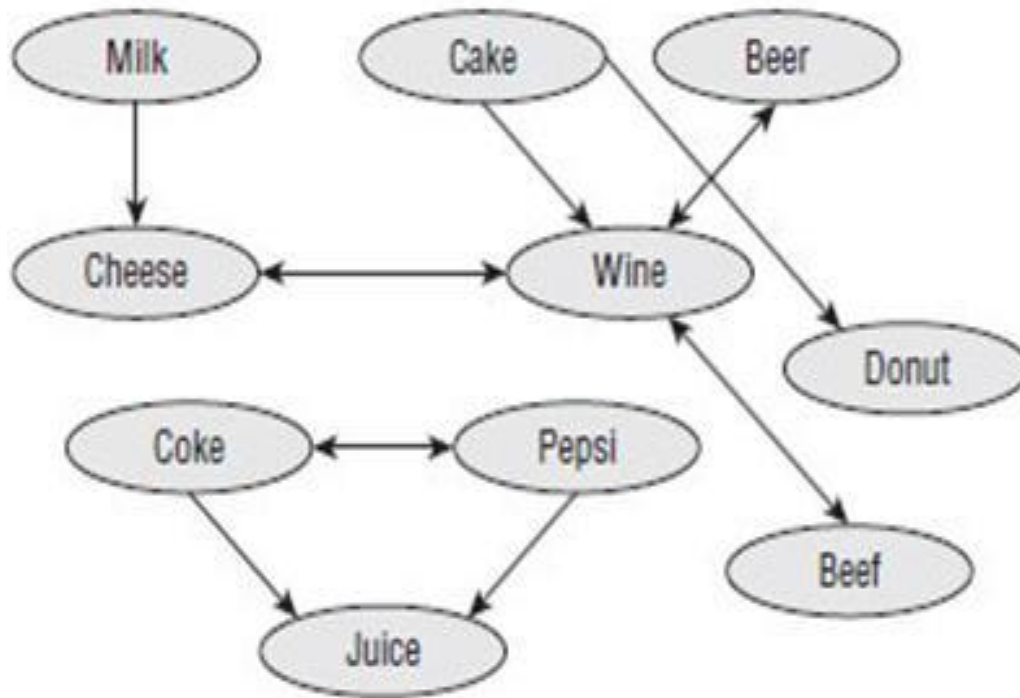 Milk
Cake
Beer
Cheese
Wine
Donut
Coke
Pepsi
Beef
Juice